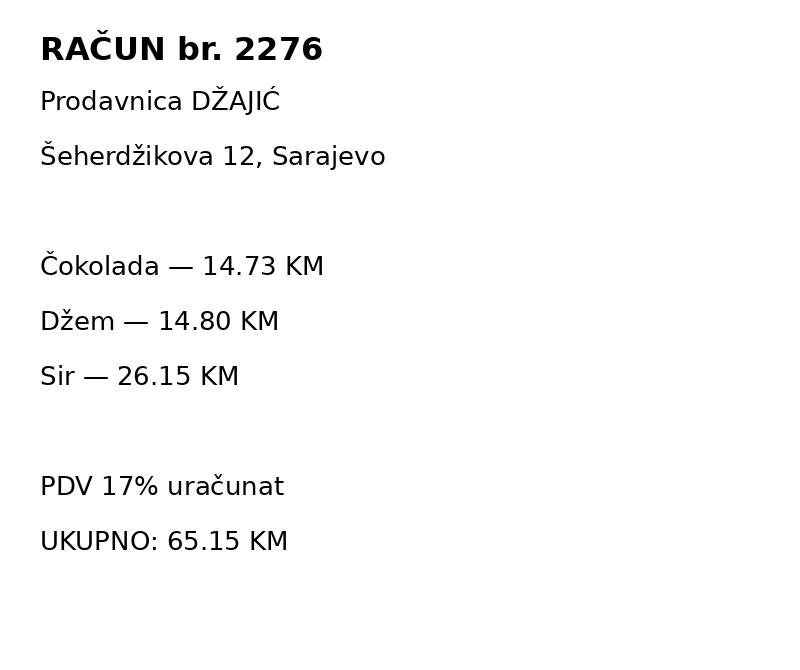 RAČUN br. 2276
Prodavnica DŽAJIĆ
Šeherdžikova 12, Sarajevo
Čokolada — 14.73 KM
Džem — 14.80 KM
Sir — 26.15 KM
PDV 17% uračunat
UKUPNO: 65.15 KM